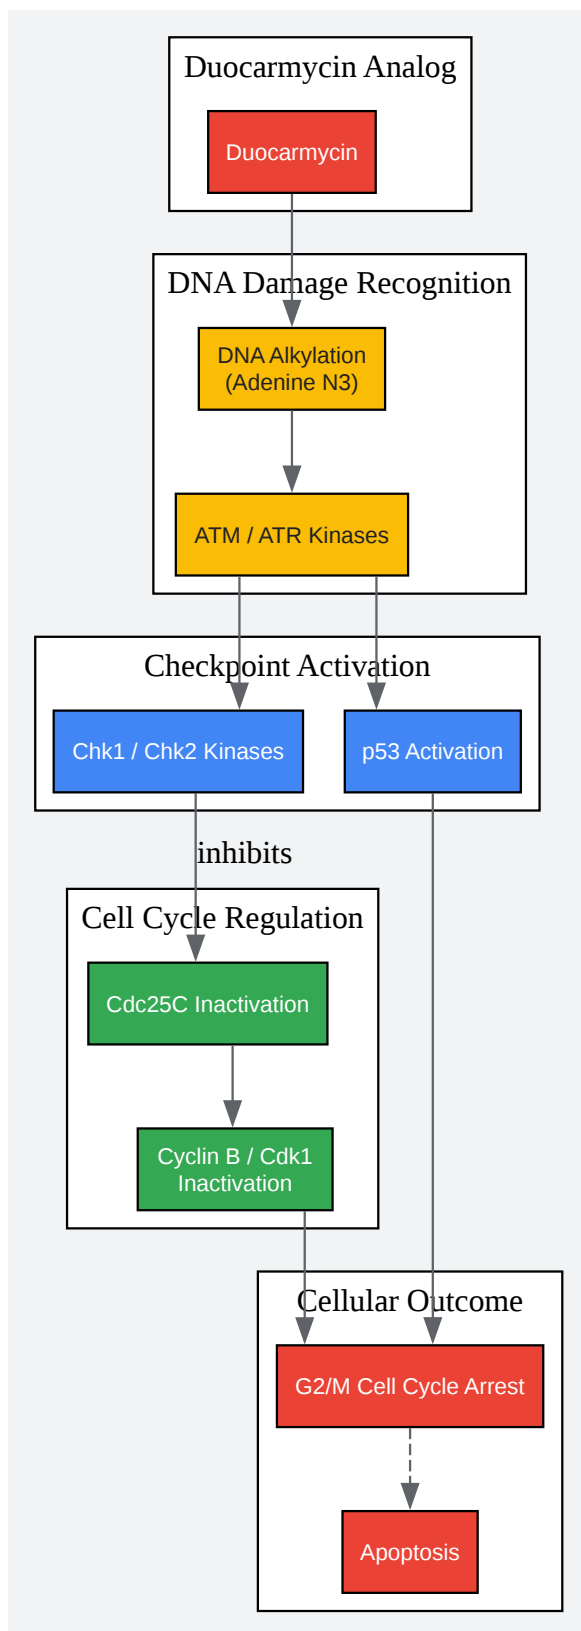 Duocarmycin Analog
Duocarmycin
DNA Damage Recognition
DNA Alkylation
(Adenine N3)
ATM / ATR Kinases
Checkpoint Activation
Chk1 / Chk2 Kinases
p53 Activation
inhibits
Cell Cycle Regulation
Cdc25C Inactivation
Cyclin B / Cdk1
Inactivation
Cellular Outcome
G2/M Cell Cycle Arrest
Apoptosis